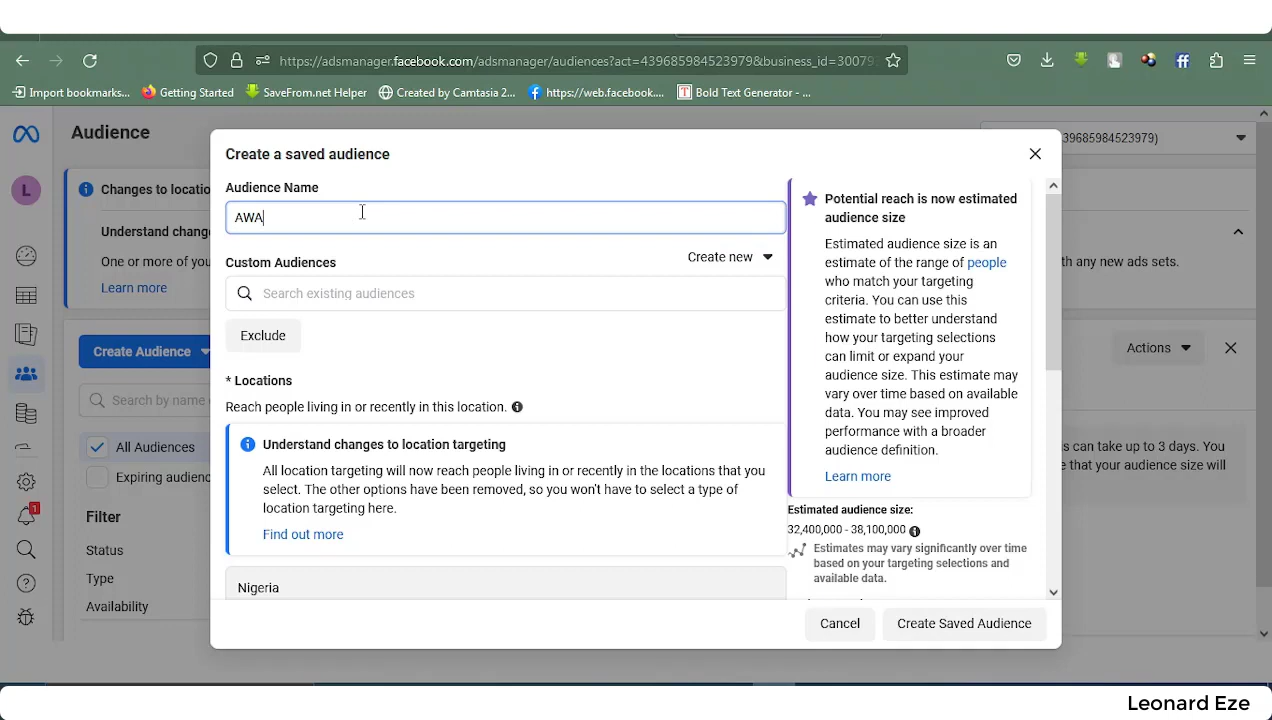 https://adsmanager.facebook.com/adsmanager/audiences?act=439685984523979&business_id=30079
Import bookmarks...
Getting Started
SaveFrom.net Helper
Created by Camtasia 2...
https://web.facebook....
Bold Text Generator - ...
Audience
39685984523979)
L
Changes to locatio
Understand chang
One or more of you
Learn more
th any new ads sets.
Create Audience
Search by name
All Audiences
Expiring audienc
Filter
Status
Type
Availability
1
Create a saved audience
Audience Name
AWA
Custom Audiences
Create new
Search existing audiences
Exclude
* Locations
Reach people living in or recently in this location.
Understand changes to location targeting
All location targeting will now reach people living in or recently in the locations that you
select. The other options have been removed, so you won't have to select a type of
location targeting here.
Find out more
Nigeria
Potential reach is now estimated
audience size
Estimated audience size is an
estimate of the range of people
who match your targeting
criteria. You can use this
estimate to better understand
how your targeting selections
can limit or expand your
audience size. This estimate may
vary over time based on available
data. You may see improved
performance with a broader
audience definition.
Learn more
Estimated audience size:
32,400,000 - 38,100,000
Estimates may vary significantly over time
based on your targeting selections and
available data.
Cancel
Create Saved Audience
Actions
s can take up to 3 days. You
e that your audience size will
Leonard Eze